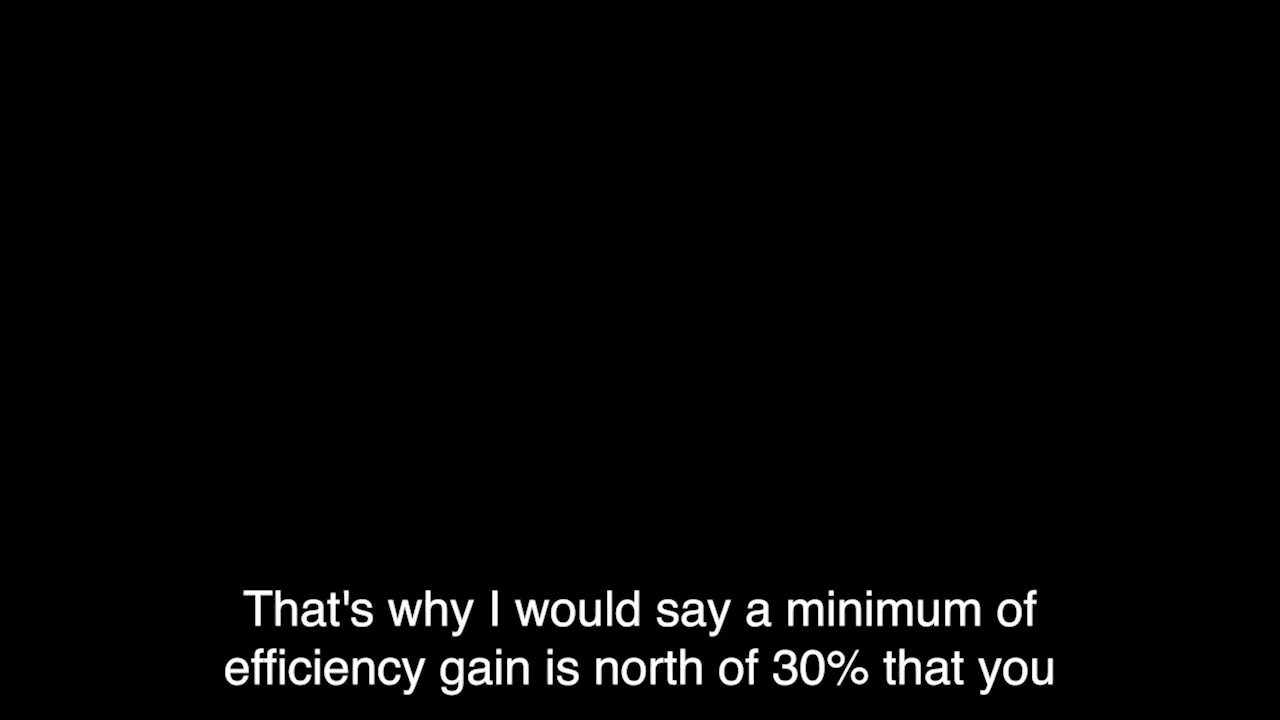 That's why I would say a minimum of
efficiency gain is north of 30% that you